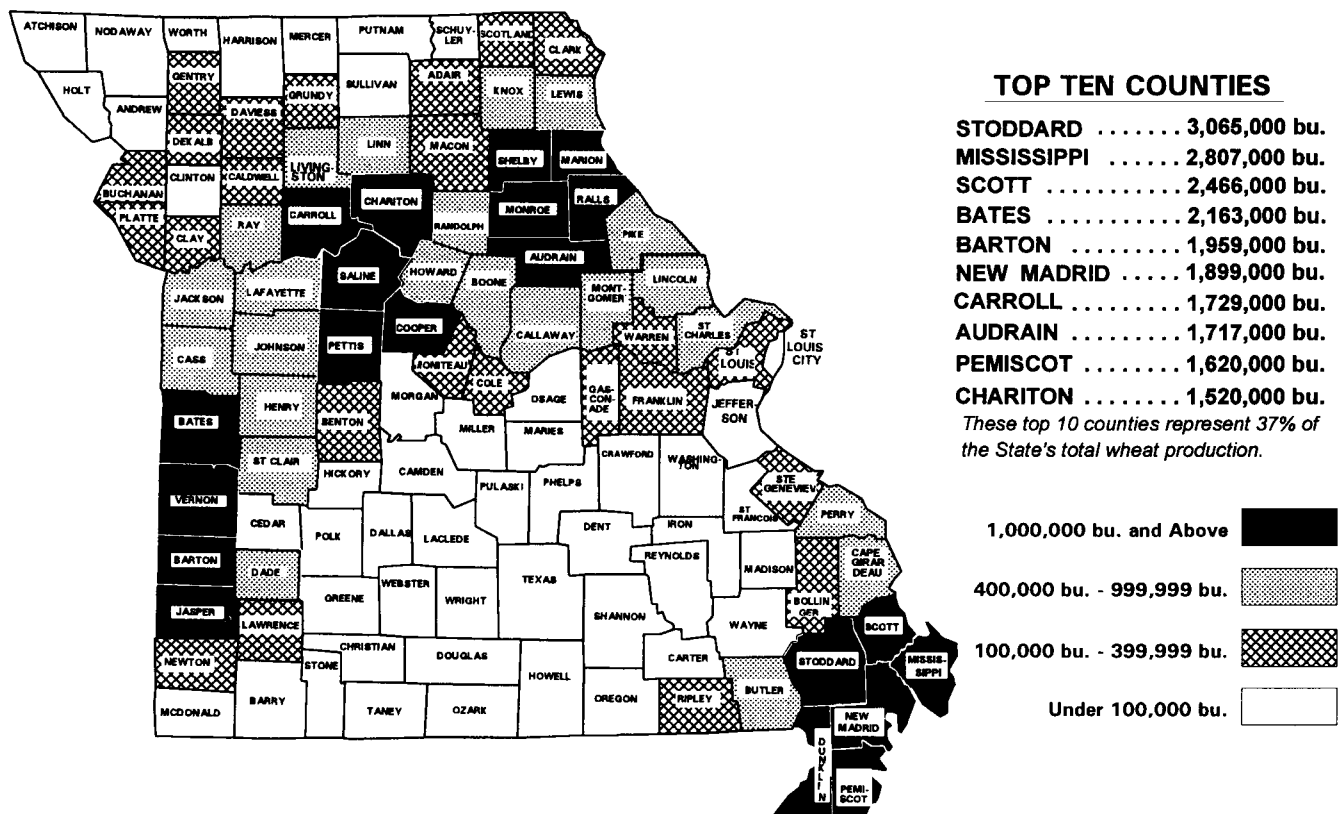 ATCHISON
NODAWAY
WORTH
HARRISON
MERCER
PUTNAM
SCHUY-
LER
SCOTLAND
CLARK
GENTRY
HOLT
ANDREW
DAVIESS
GRUNDY
SULLIVAN
ADAIR
KNOX
LEWIS
DEKALB
BUCHANAN
CLINTON
CALDWELL
LIVING-
STON
LINN
MACON
SHELBY
MARION
PLATTE
CLAY
RAY
CARROLL
CHARITON
RANDOLPH
MONROE
RALLS
PIKE
AUDRAIN
JACKSON
LAFAYETTE
SALINE
HOWARD
BOONE
CALLAWAY
MONT-
GOMER
LINCOLN
WARREN
ST
CHARLES
ST
LOUIS
ST
LOUIS
CITY
CASS
JOHNSON
PETTIS
COOPER
MONITEAU
COLE
OSAGE
GAS-
CON-
ADE
FRANKLIN
JEFFER-
SON
BATES
HENRY
BENTON
MORGAN
MILLER
MARIES
CRAWFORD
WASHING-
TON
STE
GENEVIEV
ST
FRANCOIS
PERRY
ST CLAIR
HICKORY
CAMDEN
PULASKI
PHELPS
DENT
IRON
REYNOLDS
MADISON
CAPE
GIRAR
DEAU
BOLLIN
GER
VERNON
CEDAR
POLK
DALLAS
LACLEDE
TEXAS
SHANNON
WAYNE
BARTON
DADE
GREENE
WEBSTER
WRIGHT
JASPER
LAWRENCE
CHRISTIAN
DOUGLAS
HOWELL
CARTER
OREGON
RIPLEY
BUTLER
STODDARD
SCOTT
MISSIS-
SIPPI
NEWTON
MCDONALD
BARRY
STONE
TANEY
OZARK
NEW
MADRID
DUNKLIN
PEMI-
SCOT
TOP TEN COUNTIES
STODDARD ....... 3,065,000 bu.
MISSISSIPPI ...... 2,807,000 bu.
SCOTT ......... 2,466,000 bu.
BATES ......... 2,163,000 bu.
BARTON ........ 1,959,000 bu.
NEW MADRID ..... 1,899,000 bu.
CARROLL ........ 1,729,000 bu.
AUDRAIN ........ 1,717,000 bu.
PEMISCOT ....... 1,620,000 bu.
CHARITON ....... 1,520,000 bu.
These top 10 counties represent 37% of
the State's total wheat production.
1,000,000 bu. and Above
400,000 bu. - 999,999 bu.
100,000 bu. - 399,999 bu.
Under 100,000 bu.